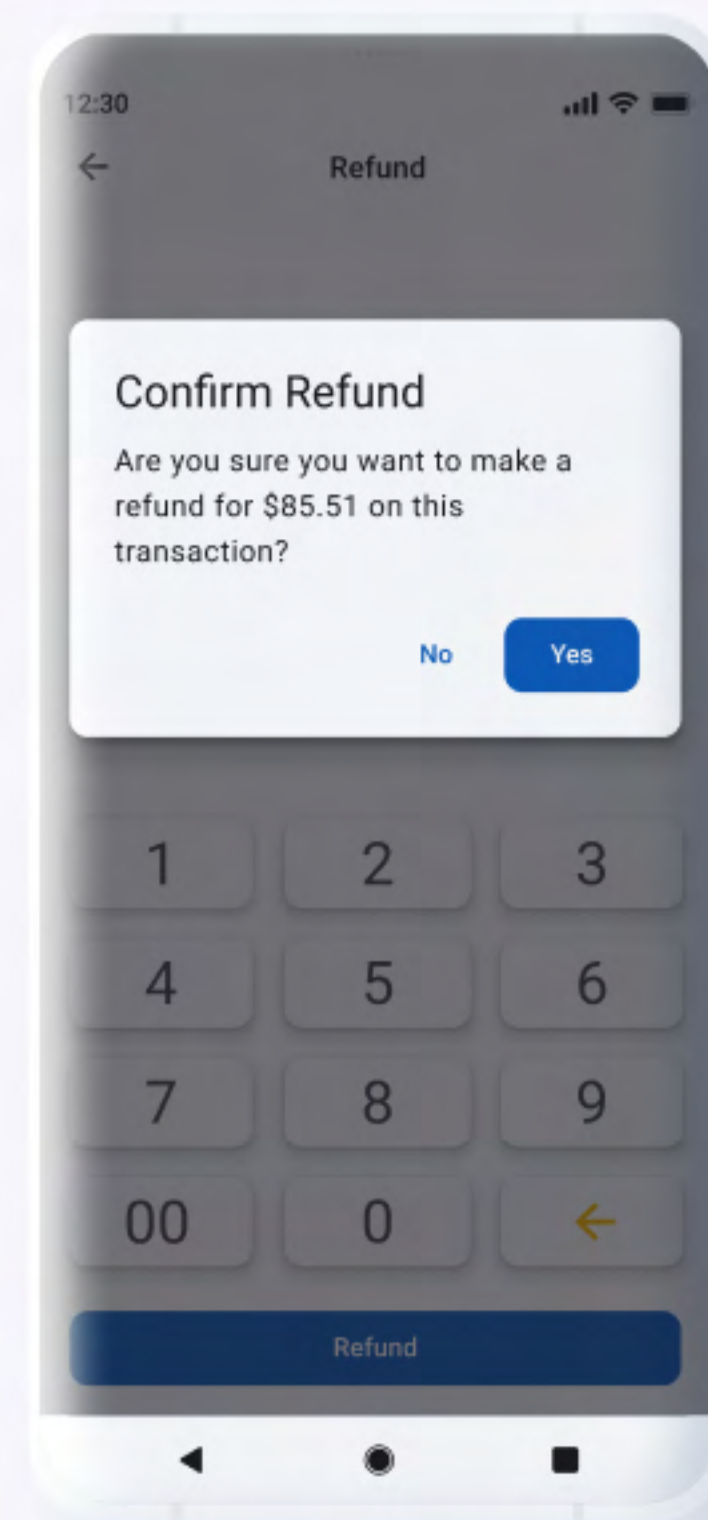 12:30
Refund
Confirm Refund
Are you sure you want to make a
refund for $85.51 on this
transaction?
No Yes
1 2 3
4 5 6
7 8 9
00 0
Refund